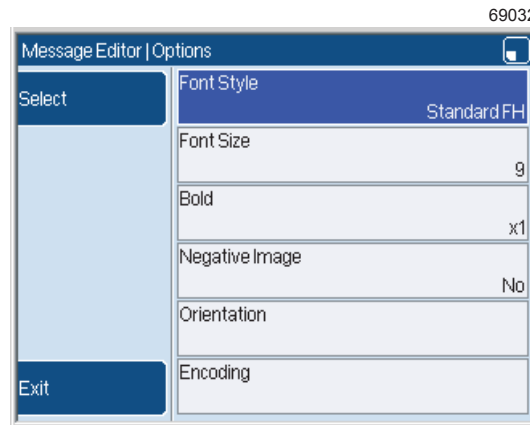 69032
Message Editor | Options
Select
Font Style
Standard FH
Font Size
9
Bold
x1
Negative Image
No
Orientation
Encoding
Exit